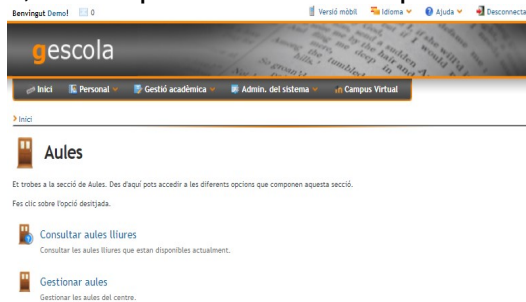 Benvingut Demo! 0 Versió mòbil Idioma Ajuda Desconnecta
gescola
Inici Personal Gestió acadèmica Admin. del sistema Campus Virtual
Inici
Aules
Et trobes a la secció de Aules. Des d'aquí pots accedir a les diferents opcions que componen aquesta secció.
Fes clic sobre l'opció desitjada.
Consultar aules lliures
Consultar les aules lliures que estan disponibles actualment.
Gestionar aules
Gestionar les aules del centre.